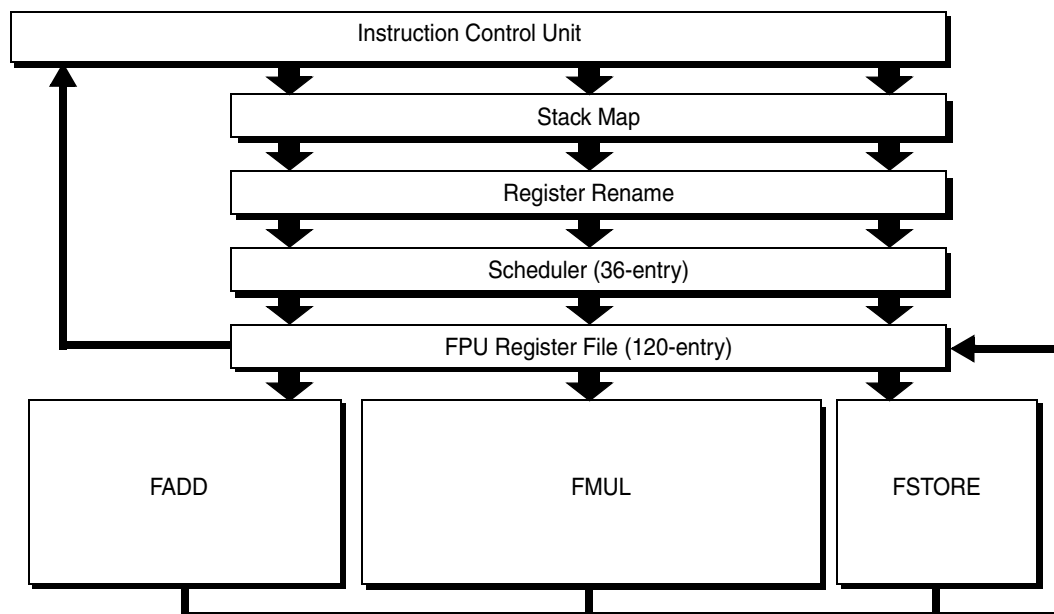 Instruction Control Unit
Stack Map
Register Rename
Scheduler (36-entry)
FPU Register File (120-entry)
FADD
FMUL
FSTORE